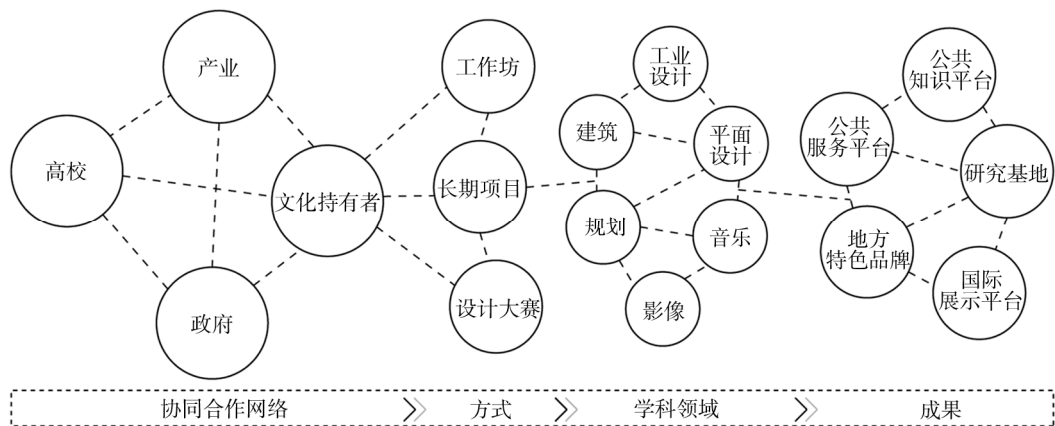 产业
高校
文化持有者
政府
工作坊
长期项目
设计大赛
工业
设计
建筑
平面
设计
规划
音乐
影像
公共
知识平台
公共
服务平台
研究基地
地方
特色品牌
国际
展示平台
协同合作网络
方式
学科领域
成果